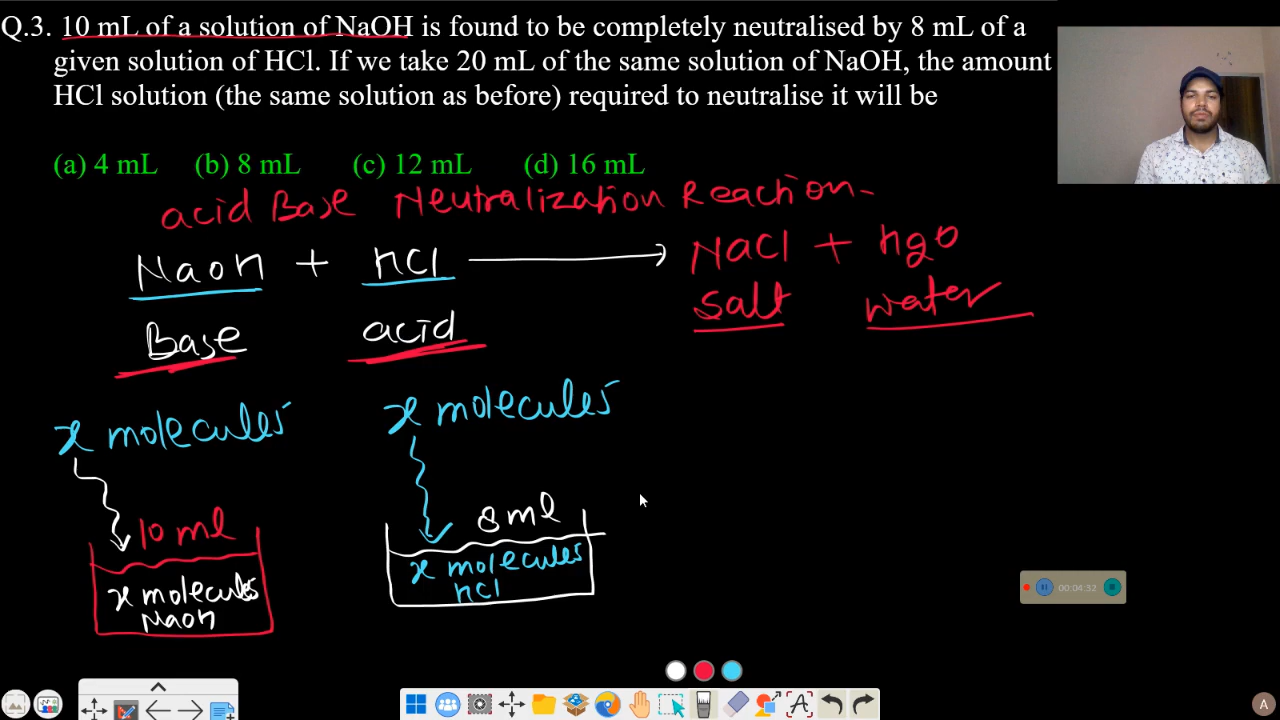 Q.3. 10 mL of a solution of NaOH is found to be completely neutralised by 8 mL of a
given solution of HCl. If we take 20 mL of the same solution of NaOH, the amount
HCl solution (the same solution as before) required to neutralise it will be
(a) 4 mL (b) 8 mL (c) 12 mL (d) 16 mL
acid Base Neutralization Reaction-
NaOH + HCl → NaCl + H2O
Base acid salt water
x molecules x molecules
10 ml 8 ml
x molecules NaOH
x molecules HCl
00:04:32
A
A